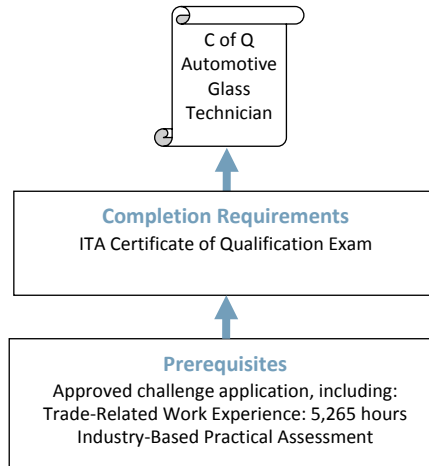 C of Q
Automotive
Glass
Technician
Completion Requirements
ITA Certificate of Qualification Exam
Prerequisites
Approved challenge application, including:
Trade-Related Work Experience: 5,265 hours
Industry-Based Practical Assessment